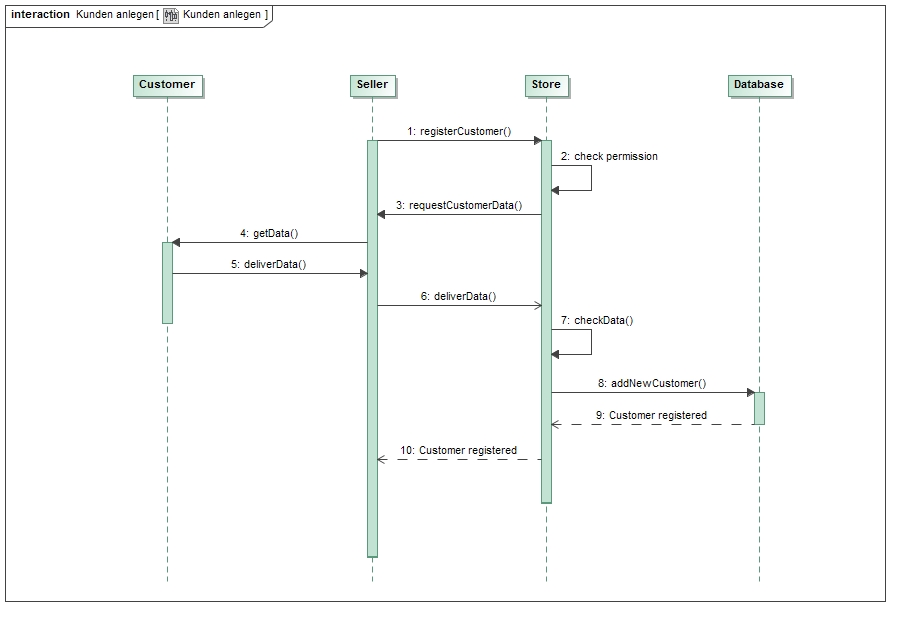 interaction Kunden anlegen [ Kunden anlegen ]
Customer
Seller
Store
Database
1: registerCustomer()
2: check permission
3: requestCustomerData()
4: getData()
5: deliverData()
6: deliverData()
7: checkData()
8: addNewCustomer()
9: Customer registered
10: Customer registered